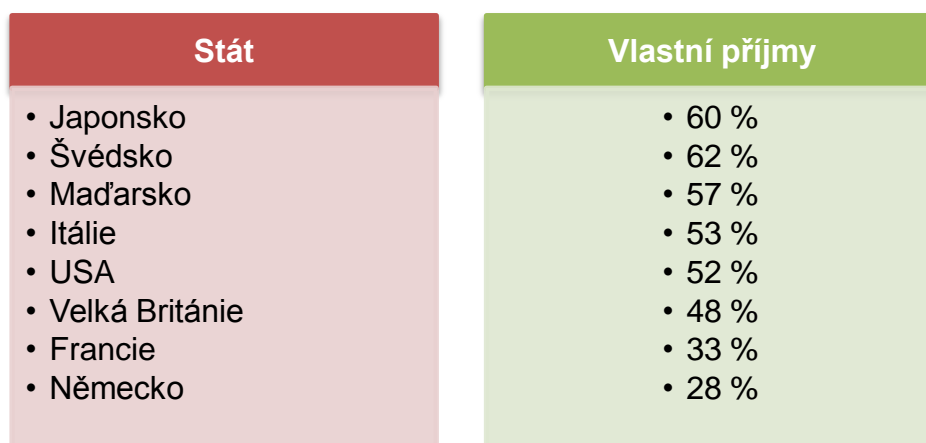 Stát
• Japonsko
• Švédsko
• Maďarsko
• Itálie
• USA
• Velká Británie
• Francie
• Německo
Vlastní příjmy
• 60 %
• 62 %
• 57 %
• 53 %
• 52 %
• 48 %
• 33 %
• 28 %